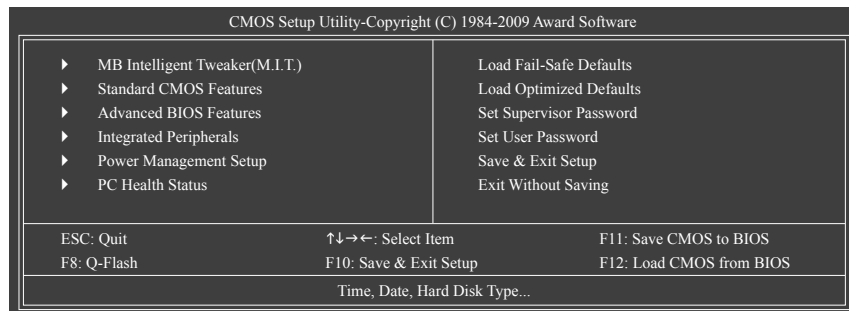 CMOS Setup Utility-Copyright (C) 1984-2009 Award Software
MB Intelligent Tweaker(M.I.T.)
Standard CMOS Features
Advanced BIOS Features
Integrated Peripherals
Power Management Setup
PC Health Status
Load Fail-Safe Defaults
Load Optimized Defaults
Set Supervisor Password
Set User Password
Save & Exit Setup
Exit Without Saving
ESC: Quit ↑↓→←: Select Item F11: Save CMOS to BIOS
F8: Q-Flash F10: Save & Exit Setup F12: Load CMOS from BIOS
Time, Date, Hard Disk Type...